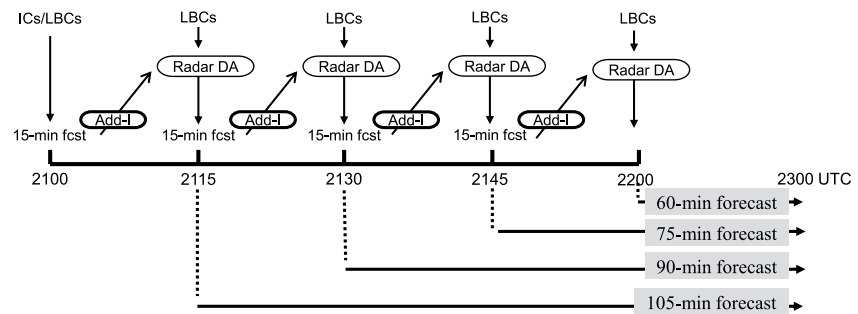 ICs/LBCs LBCs LBCs LBCs LBCs
Radar DA Radar DA Radar DA Radar DA
Add-I Add-I Add-I Add-I
15-min fcst 15-min fcst 15-min fcst 15-min fcst
2100 2115 2130 2145 2200 2300 UTC
60-min forecast
75-min forecast
90-min forecast
105-min forecast